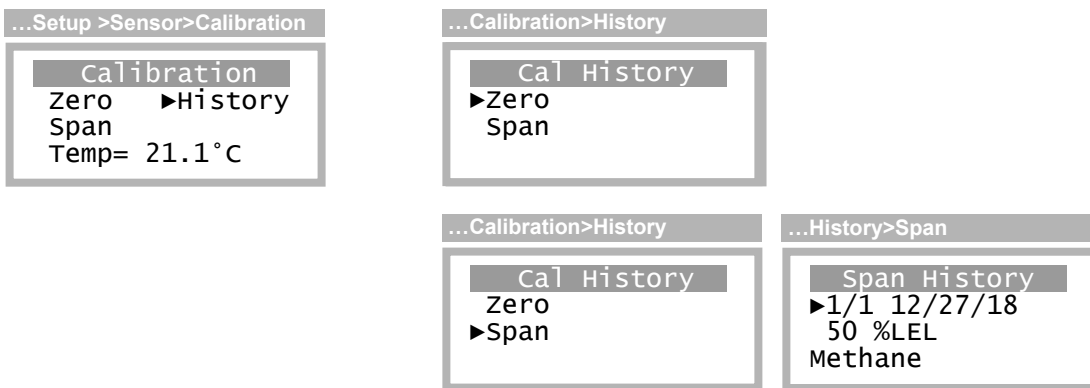 …Setup >Sensor>Calibration
Calibration
Zero ►History
Span
Temp= 21.1°C
…Calibration>History
Cal History
►Zero
Span
…Calibration>History
Cal History
Zero
►Span
…History>Span
Span History
►1/1 12/27/18
50 %LEL
Methane